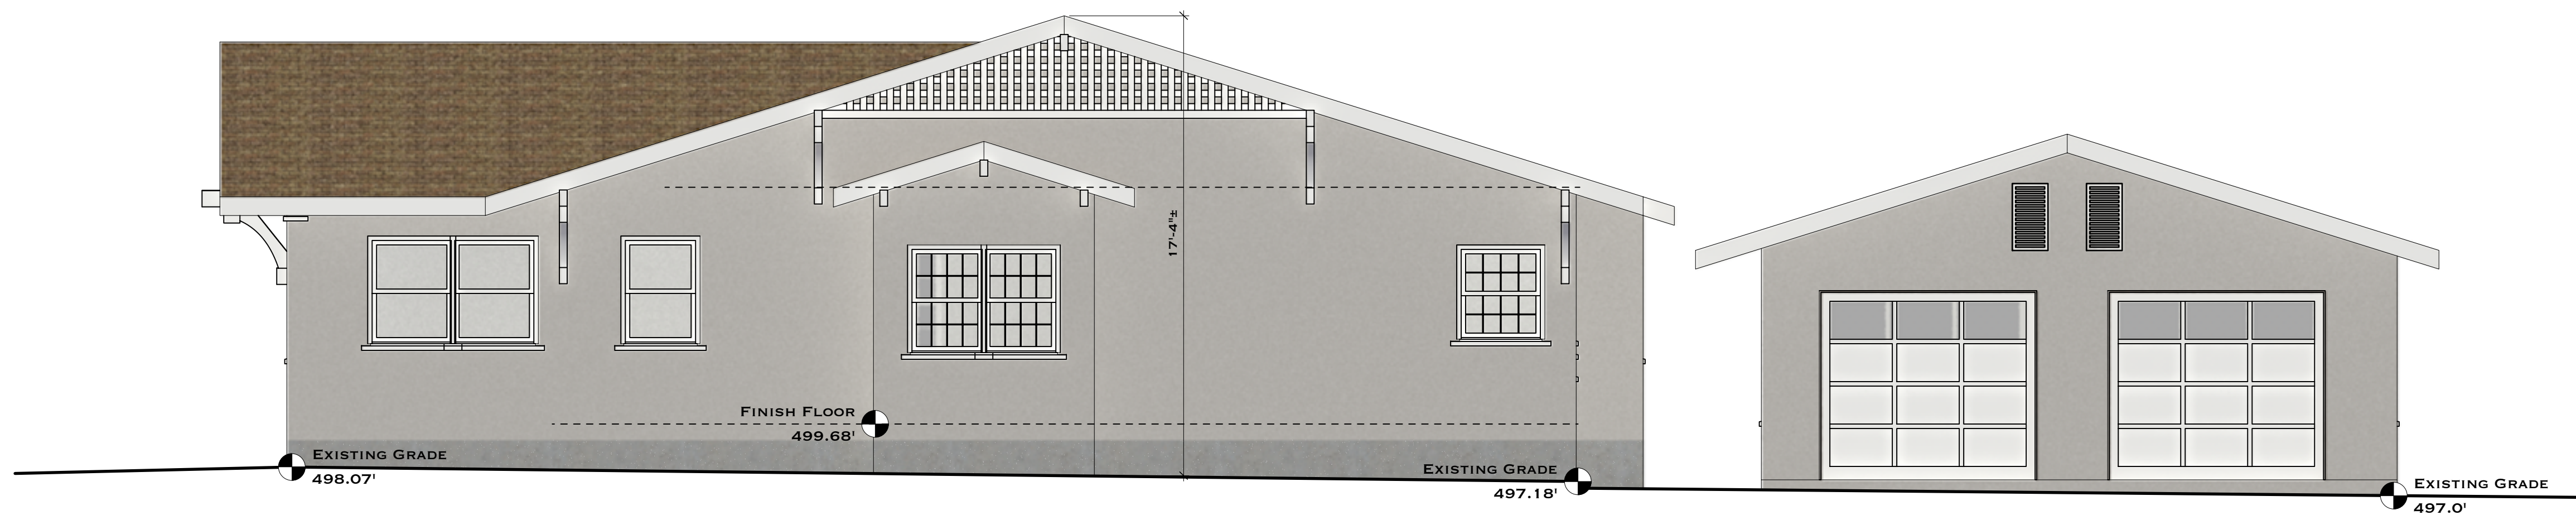 17'-4"±
FINISH FLOOR
499.68'
EXISTING GRADE
498.07'
EXISTING GRADE
497.18'
EXISTING GRADE
497.0'